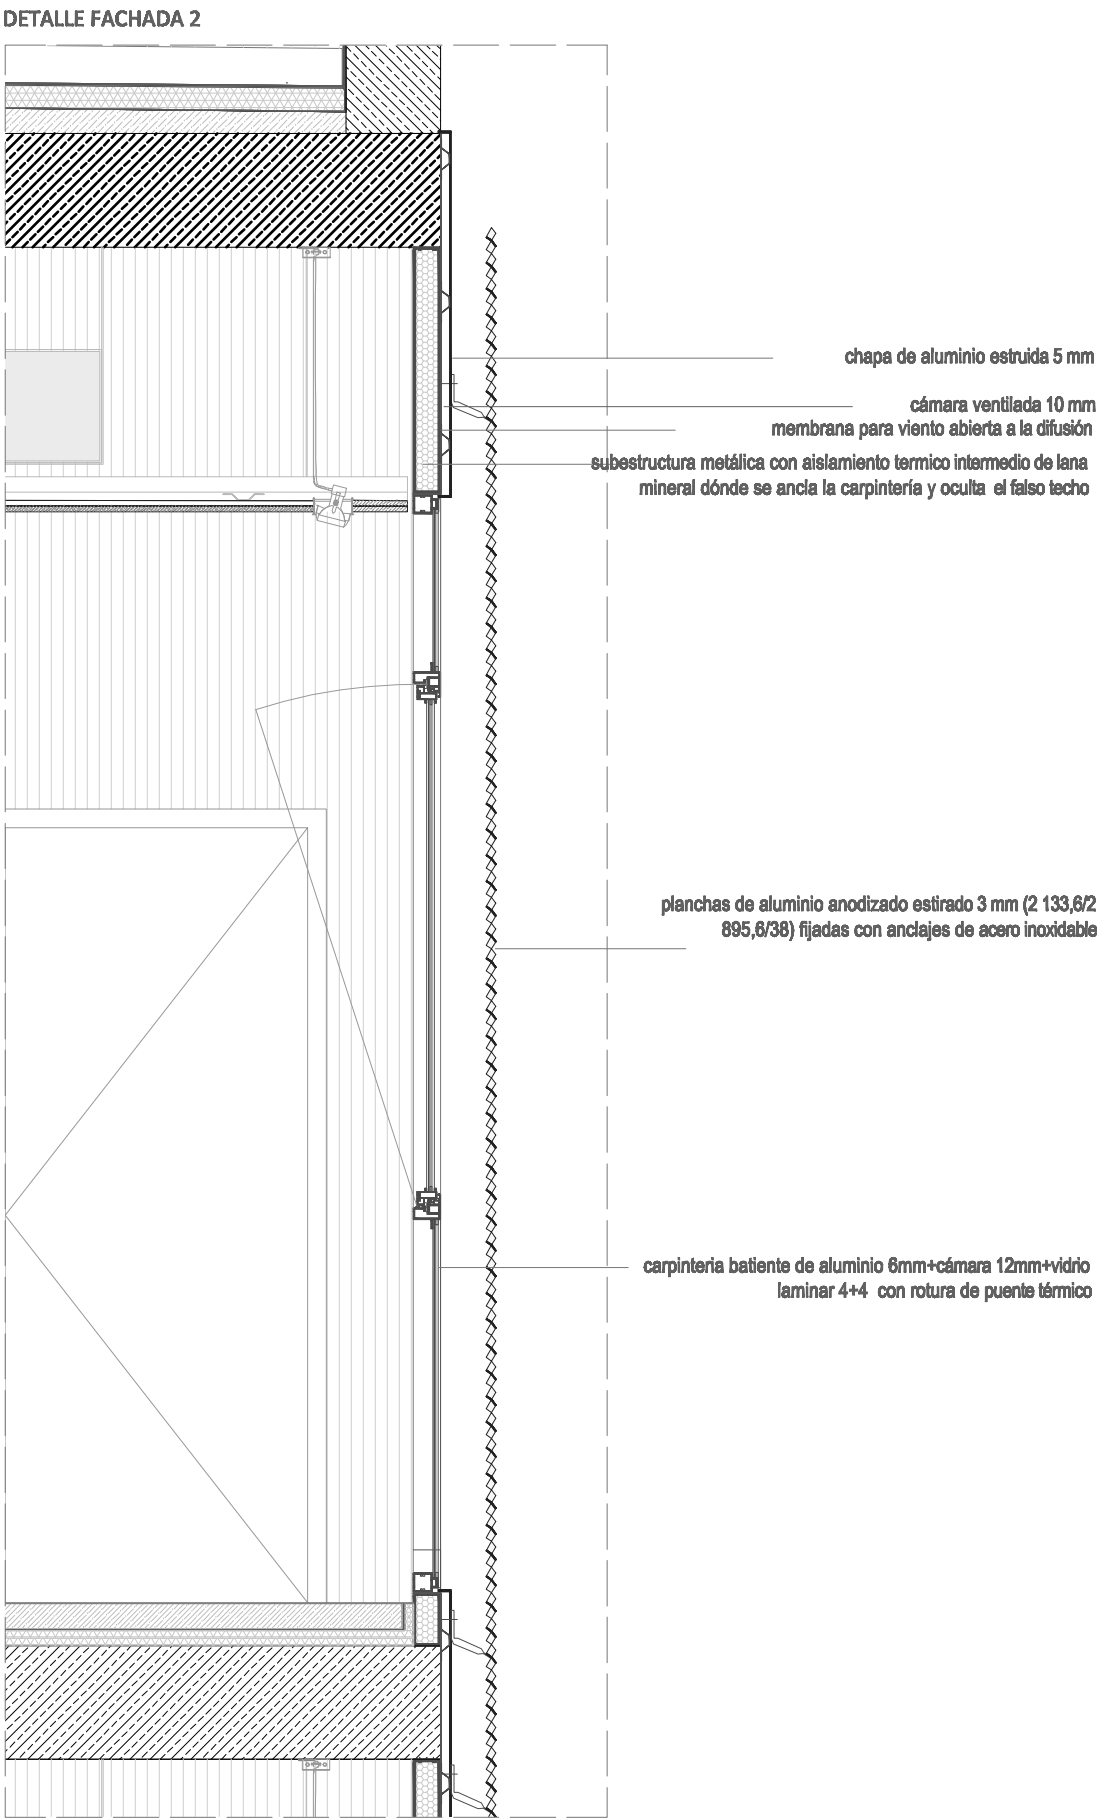 DETALLE FACHADA 2
chapa de aluminio estruida 5 mm
cámara ventilada 10 mm
membrana para viento abierta a la difusión
subestructura metálica con aislamiento termico intermedio de lana
mineral dónde se ancla la carpintería y oculta el falso techo
planchas de aluminio anodizado estirado 3 mm (2 133,6/2
895,6/38) fijadas con anclajes de acero inoxidable
carpinteria batiente de aluminio 6mm+cámara 12mm+vidrio
laminar 4+4 con rotura de puente térmico